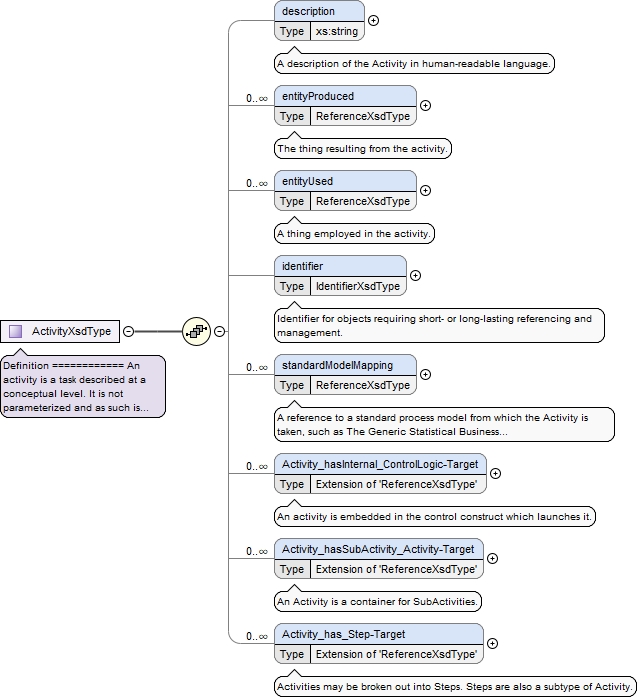 description
Type xs:string
A description of the Activity in human-readable language.
0..∞
entityProduced
Type ReferenceXsdType
The thing resulting from the activity.
0..∞
entityUsed
Type ReferenceXsdType
A thing employed in the activity.
identifier
Type IdentifierXsdType
Identifier for objects requiring short- or long-lasting referencing and
management.
ActivityXsdType
Definition ============ An
activity is a task described at a
conceptual level. It is not
parameterized and as such is...
0..∞
standardModelMapping
Type ReferenceXsdType
A reference to a standard process model from which the Activity is
taken, such as The Generic Statistical Business...
0..∞
Activity_hasInternal_ControlLogic-Target
Type Extension of 'ReferenceXsdType'
An activity is embedded in the control construct which launches it.
0..∞
Activity_hasSubActivity_Activity-Target
Type Extension of 'ReferenceXsdType'
An Activity is a container for SubActivities.
0..∞
Activity_has_Step-Target
Type Extension of 'ReferenceXsdType'
Activities may be broken out into Steps. Steps are also a subtype of Activity.